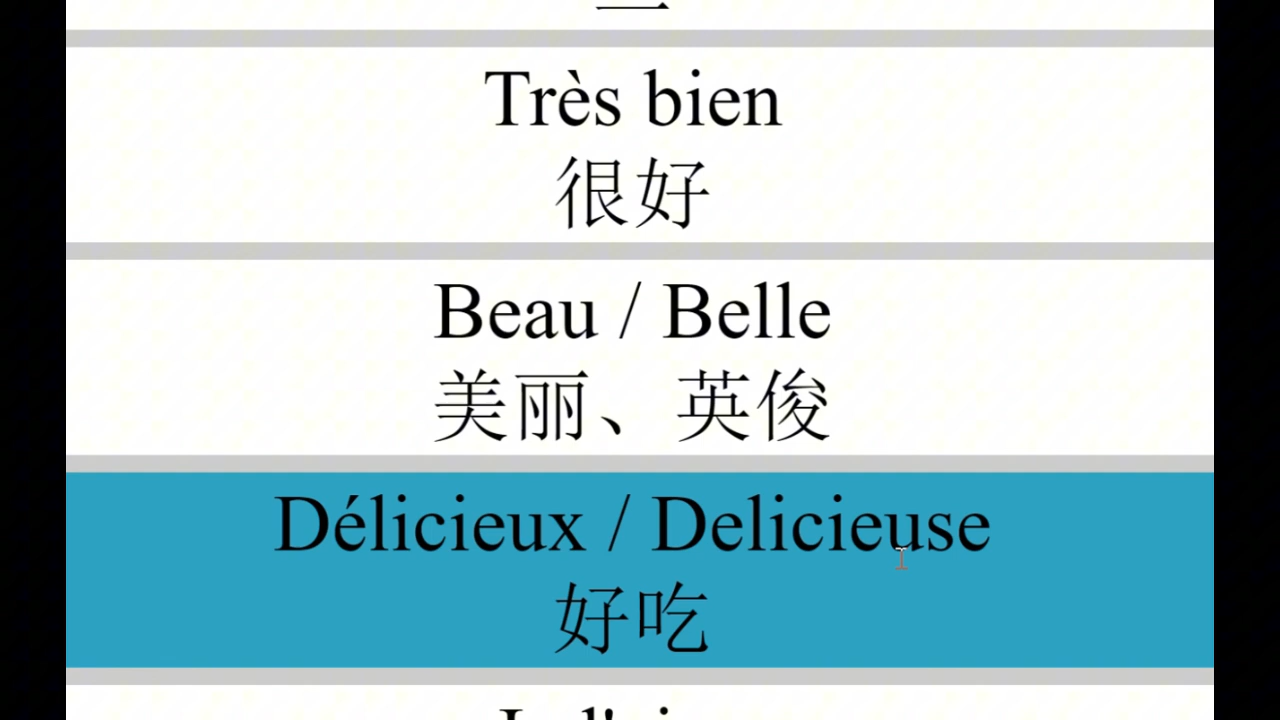 Très bien
很好
Beau / Belle
美丽、英俊
Délicieux / Delicieuse
好吃